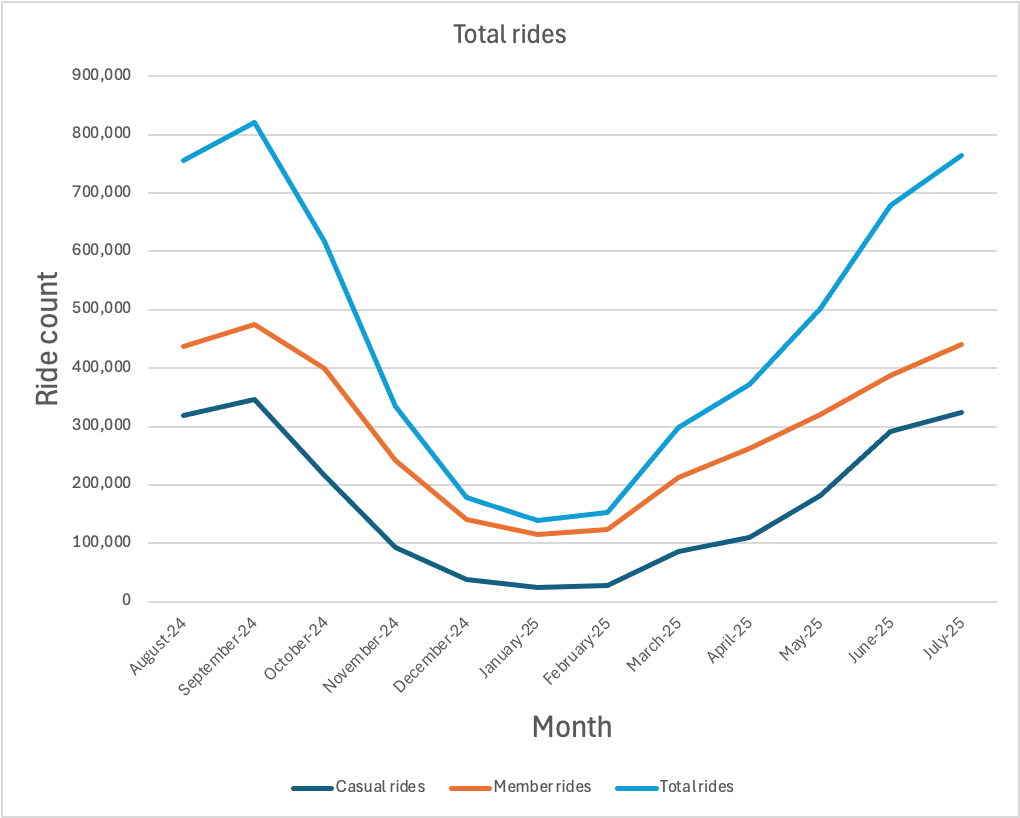 Total rides
900,000
800,000
700,000
600,000
500,000
400,000
300,000
200,000
100,000
0
Ride count
August-24
September-24
October-24
November-24
December-24
January-25
February-25
March-25
April-25
May-25
June-25
July-25
Month
Casual rides Member rides Total rides